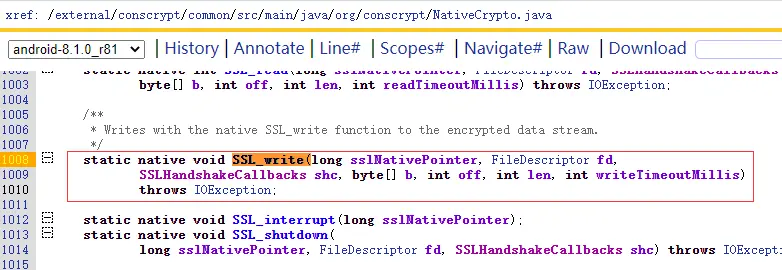 xref: /external/conscrypt/common/src/main/java/org/conscrypt/NativeCrypto.java
android-8.1.0_r81 | History | Annotate | Line# | Scopes# | Navigate# | Raw | Download
1002 static native int SSL_read(long sslNativePointer, FileDescriptor fd, SSLHandshakeCallbacks
1003 byte[] b, int off, int len, int readTimeoutMillis) throws IOException;
1004
1005 /**
1006 * Writes with the native SSL_write function to the encrypted data stream.
1007 */
1008 static native void SSL_write(long sslNativePointer, FileDescriptor fd,
1009 SSLHandshakeCallbacks shc, byte[] b, int off, int len, int writeTimeoutMillis)
1010 throws IOException;
1011
1012 static native void SSL_interrupt(long sslNativePointer);
1013 static native void SSL_shutdown(
1014 long sslNativePointer, FileDescriptor fd, SSLHandshakeCallbacks shc) throws IOExcepti
1015